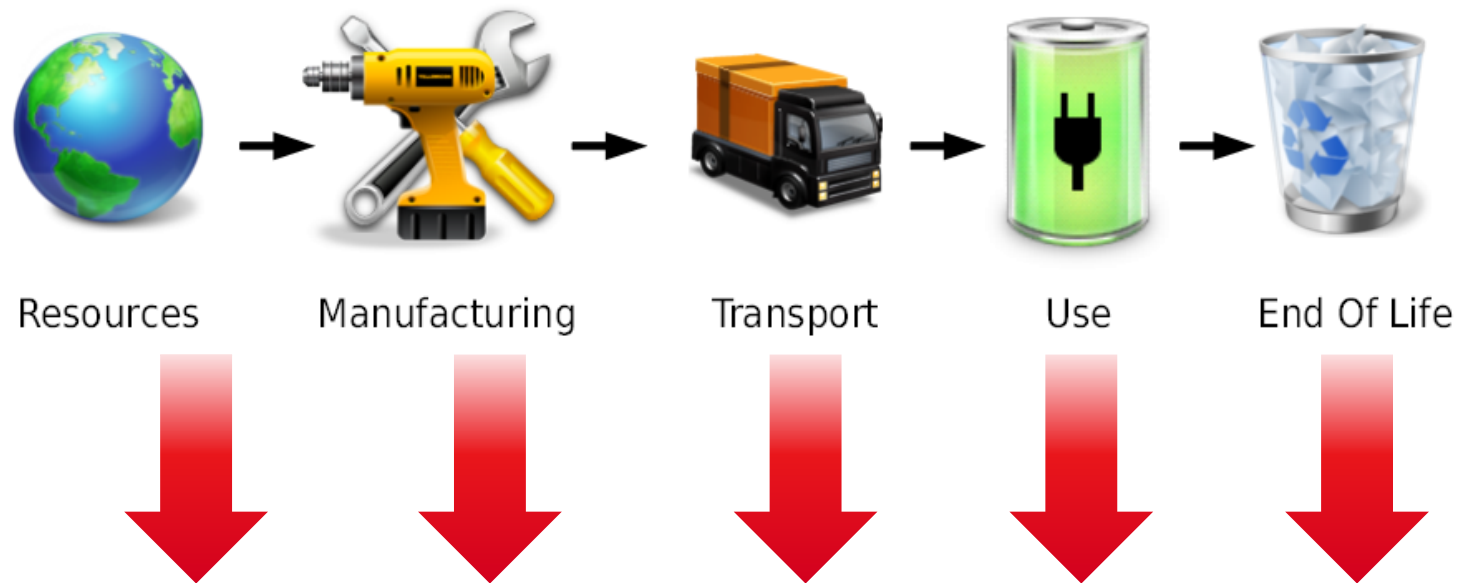 Resources
Manufacturing
Transport
Use
End Of Life